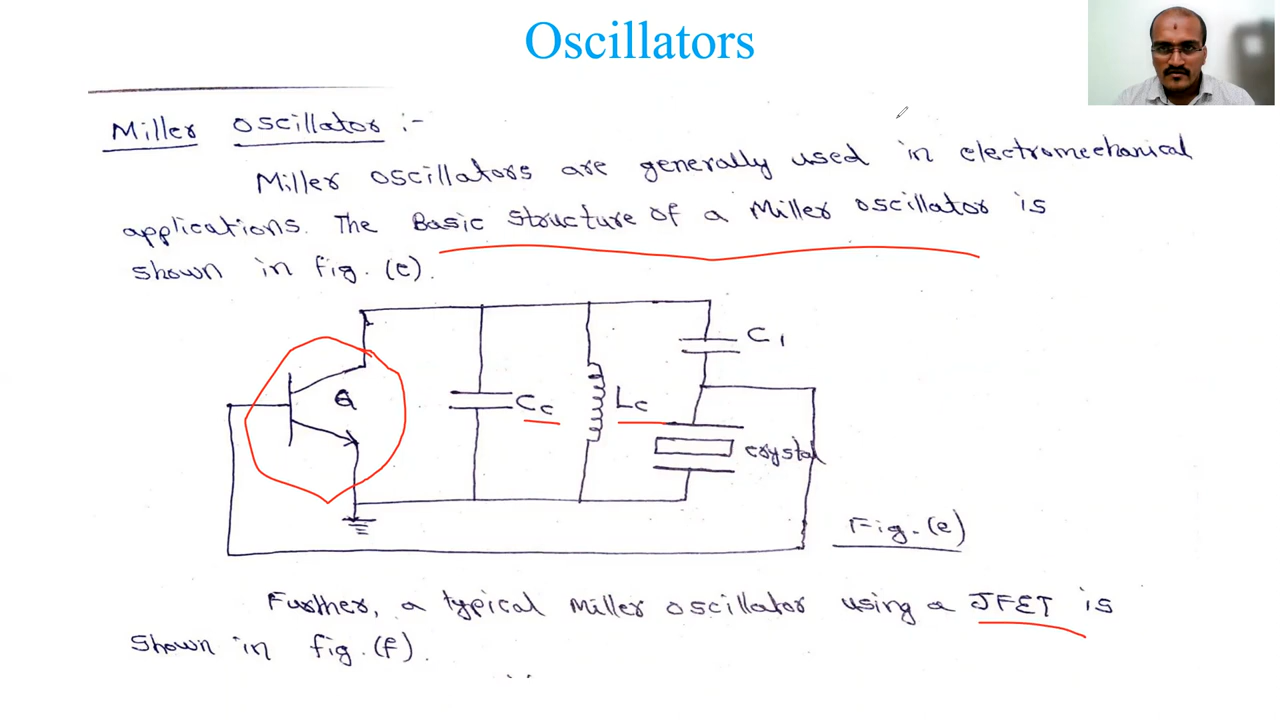 Oscillators
Miller oscillator :-
Miller oscillators are generally used in electromechanical
applications. The Basic Structure of a Miller oscillator is
shown in fig. (e).
C1
Q
Cc
Lc
crystal
Fig. (e)
Further, a typical Miller oscillator using a JFET is
shown in fig. (f).